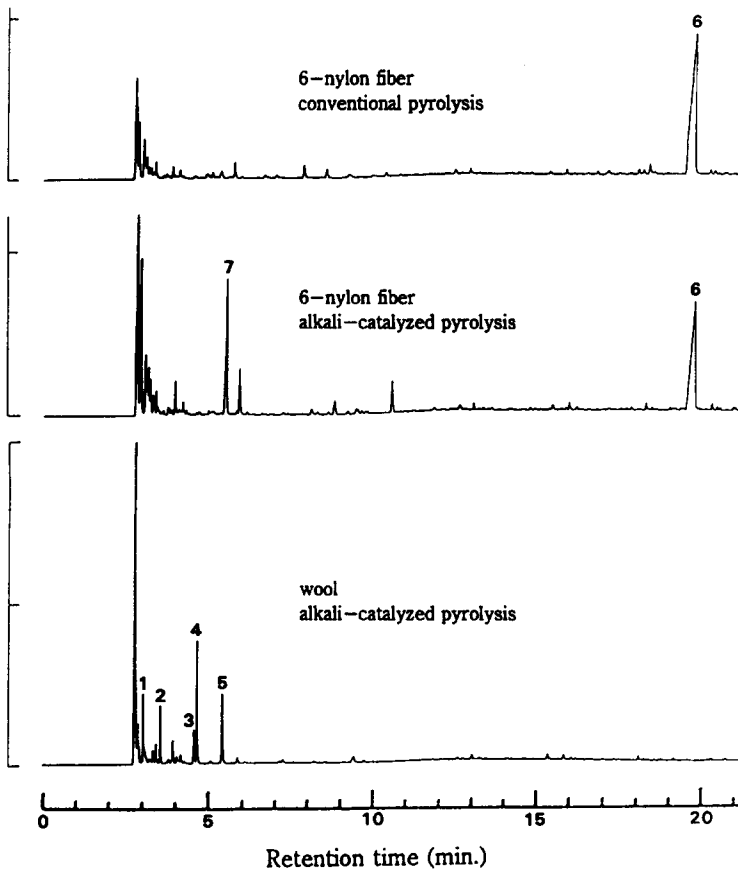 6
6-nylon fiber
conventional pyrolysis
7
6-nylon fiber
alkali-catalyzed pyrolysis
6
wool
alkali-catalyzed pyrolysis
1
2
3
4
5
0 5 10 15 20
Retention time (min.)